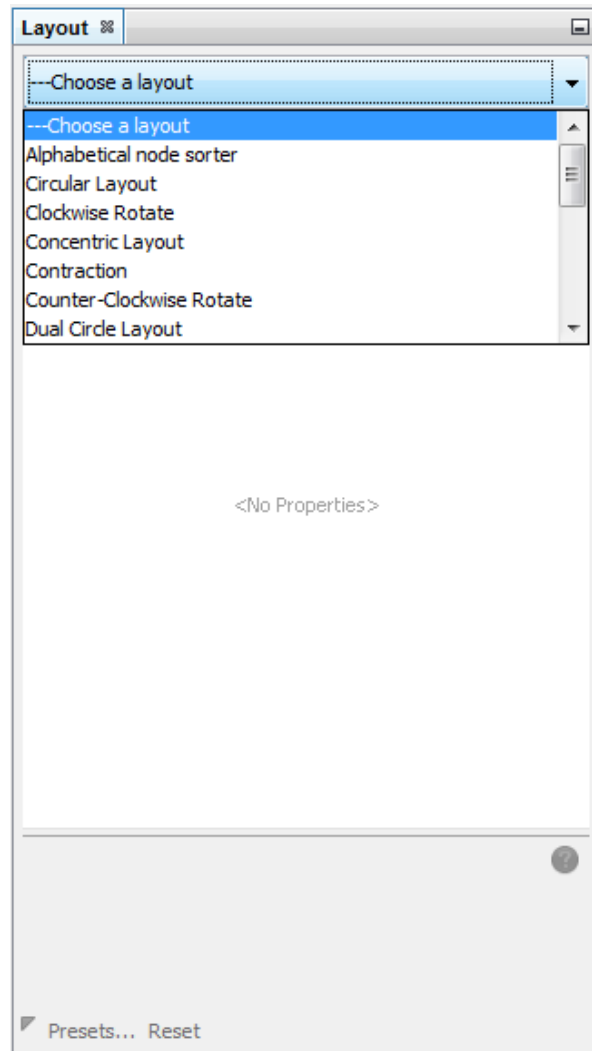 Layout
---Choose a layout
---Choose a layout
Alphabetical node sorter
Circular Layout
Clockwise Rotate
Concentric Layout
Contraction
Counter-Clockwise Rotate
Dual Circle Layout
<No Properties>
?
Presets... Reset